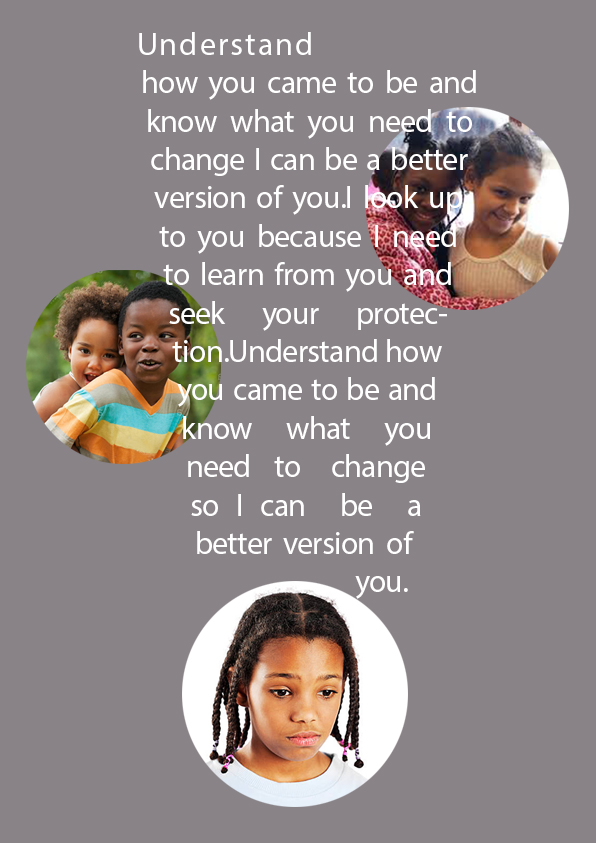 Understand
how you came to be and
know what you need to
change I can be a better
version of you.I look up
to you because I need
to learn from you and
seek your protec-
tion.Understand how
you came to be and
know what you
need to change
so I can be a
better version of
you.